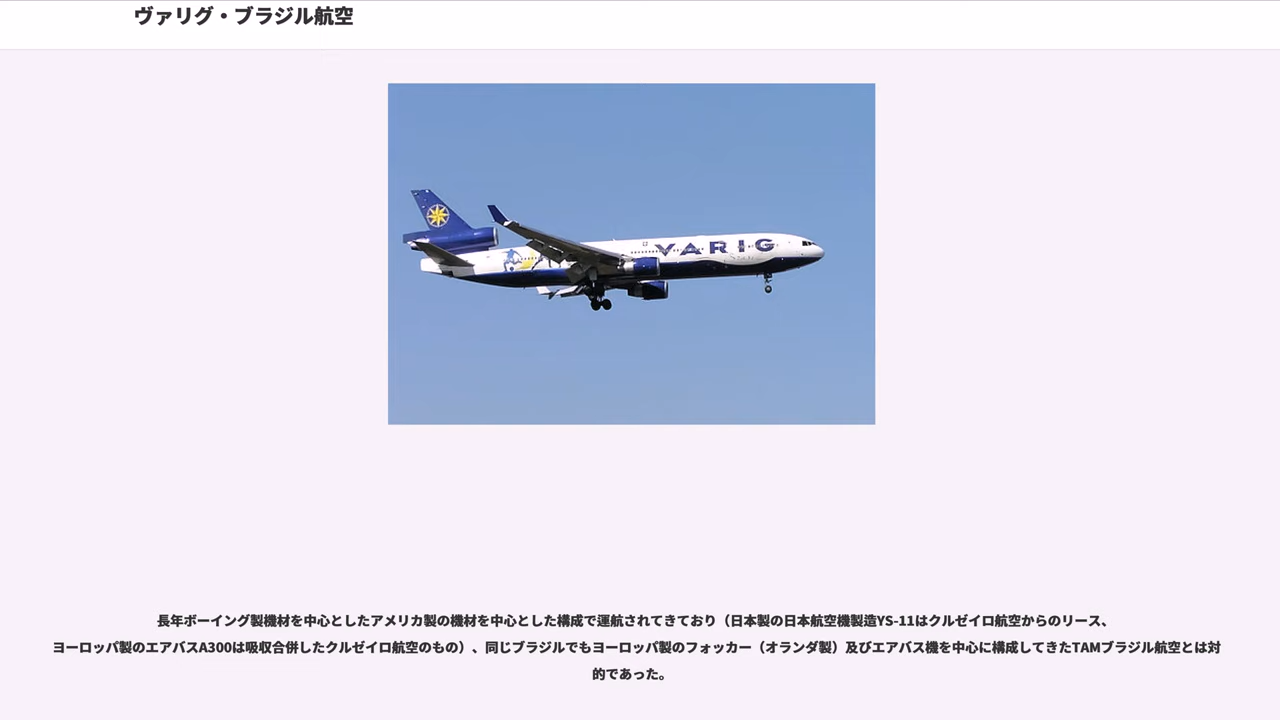 ヴァリグ・ブラジル航空
VARIG
長年ボーイング製機材を中心としたアメリカ製の機材を中心とした構成で運航されてきており（日本製の日本航空機製造YS-11はクルゼイロ航空からのリース、
ヨーロッパ製のエアバスA300は吸収合併したクルゼイロ航空のもの）、同じブラジルでもヨーロッパ製のフォッカー（オランダ製）及びエアバス機を中心に構成してきたTAMブラジル航空とは対
的であった。